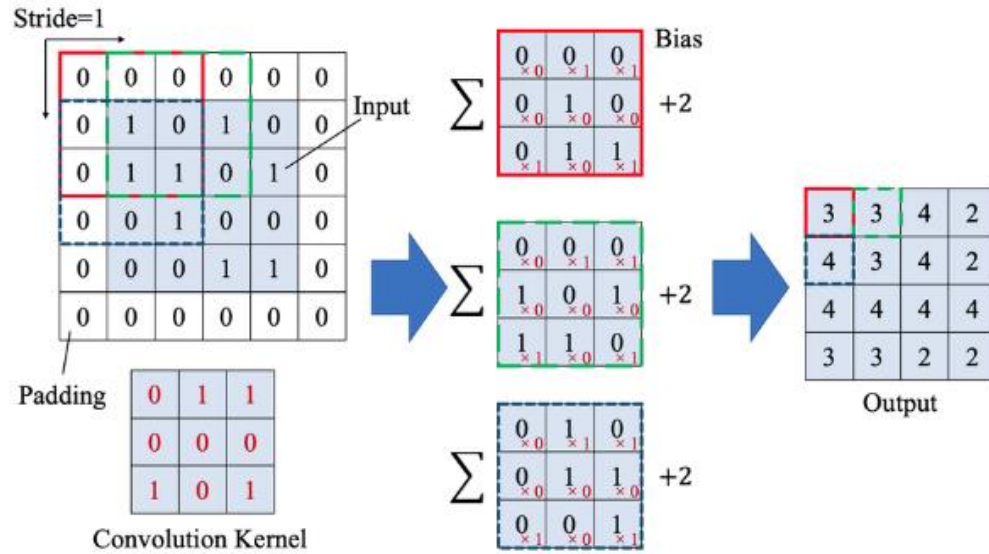 Stride=1
0 0 0 0 0 0
0 1 0 1 0 0
0 1 1 0 1 0
0 0 1 0 0 0
0 0 0 1 1 0
0 0 0 0 0 0
Input
Padding
0 1 1
0 0 0
1 0 1
Convolution Kernel
Bias
∑
0×0 0×1 0×1
0×0 1×0 0×0
0×1 1×0 1×1
+2
∑
0×0 0×1 0×1
1×0 0×0 1×0
1×1 1×0 0×1
+2
∑
0×0 1×1 0×1
0×0 1×0 1×0
0×1 0×0 1×1
+2
3 3 4 2
4 3 4 2
4 4 4 4
3 3 2 2
Output